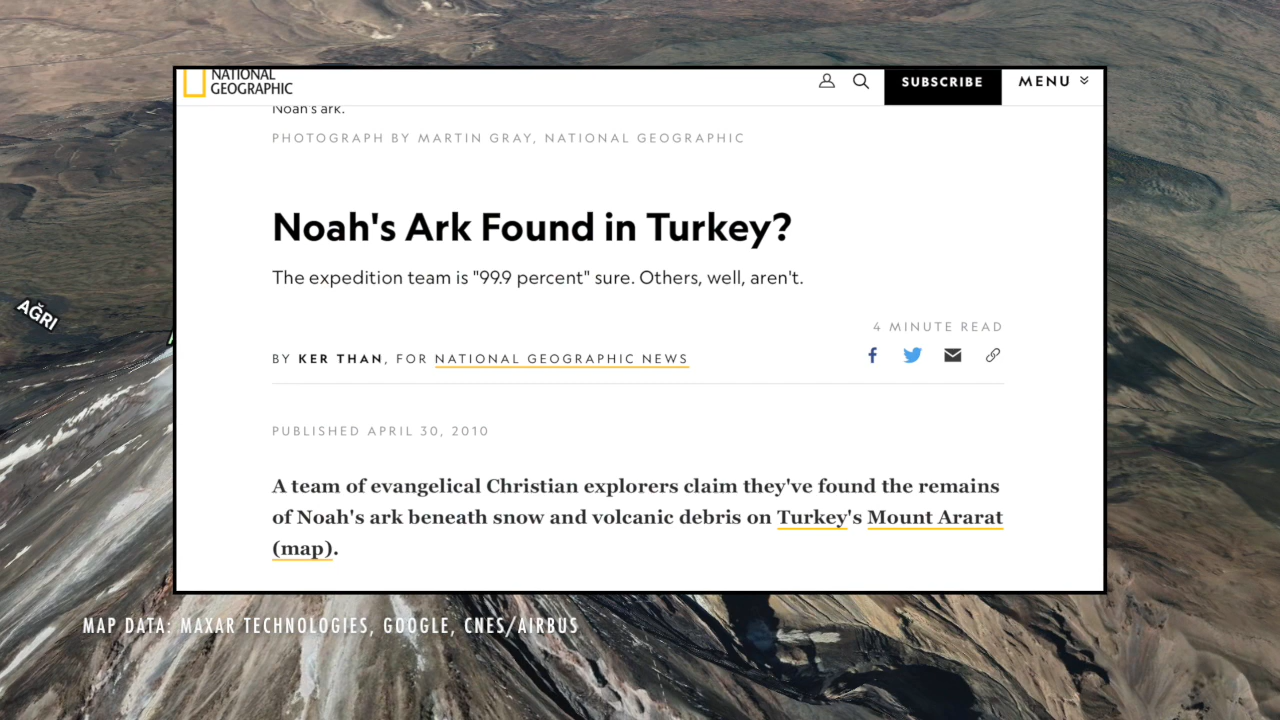 NATIONAL
GEOGRAPHIC
SUBSCRIBE
MENU
Noah's ark.
PHOTOGRAPH BY MARTIN GRAY, NATIONAL GEOGRAPHIC
Noah's Ark Found in Turkey?
The expedition team is "99.9 percent" sure. Others, well, aren't.
4 MINUTE READ
BY KER THAN, FOR NATIONAL GEOGRAPHIC NEWS
PUBLISHED APRIL 30, 2010
A team of evangelical Christian explorers claim they've found the remains
of Noah's ark beneath snow and volcanic debris on Turkey's Mount Ararat
(map).
AĞRI
MAP DATA: MAXAR TECHNOLOGIES, GOOGLE, CNES/AIRBUS